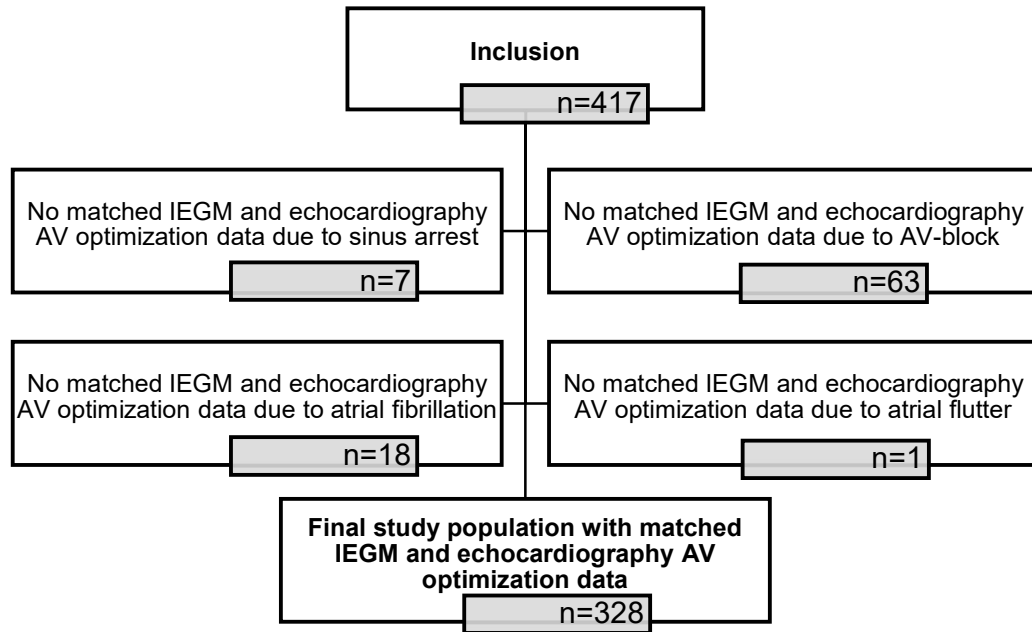 Inclusion
n=417
No matched IEGM and echocardiography
AV optimization data due to sinus arrest
n=7
No matched IEGM and echocardiography
AV optimization data due to AV-block
n=63
No matched IEGM and echocardiography
AV optimization data due to atrial fibrillation
n=18
No matched IEGM and echocardiography
AV optimization data due to atrial flutter
n=1
Final study population with matched
IEGM and echocardiography AV
optimization data
n=328